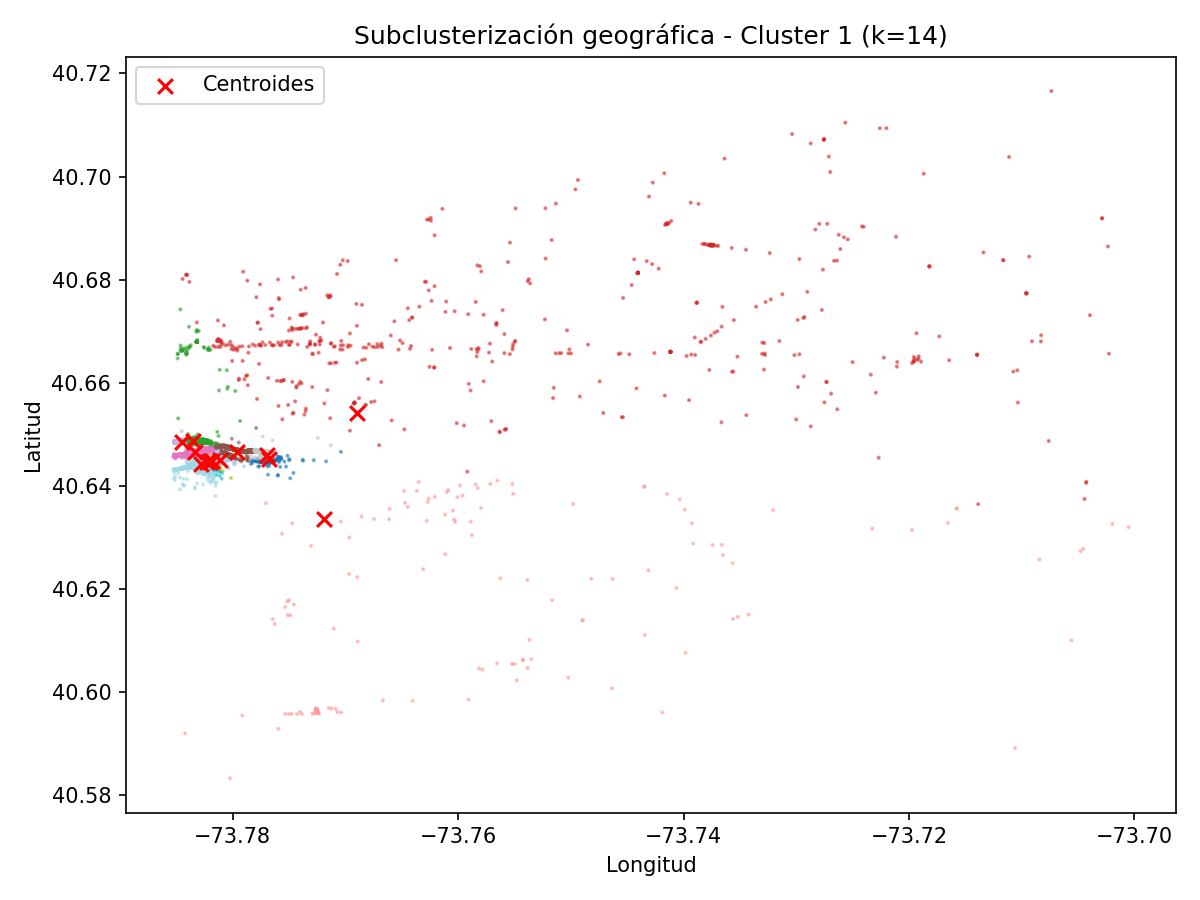 Subclusterización geográfica - Cluster 1 (k=14)
Centroides
40.72
40.70
40.68
40.66
40.64
40.62
40.60
40.58
Latitud
−73.78 −73.76 −73.74 −73.72 −73.70
Longitud